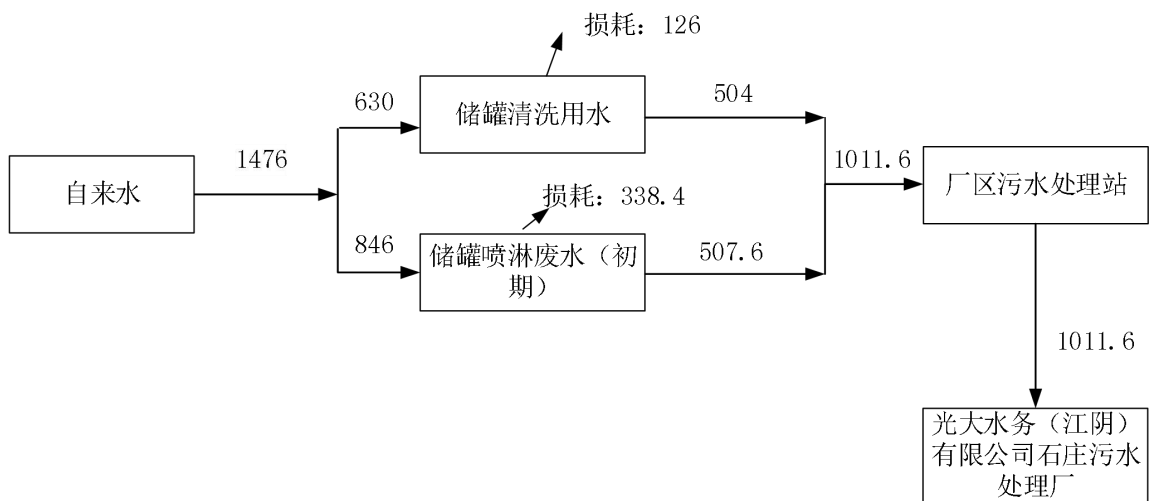 损耗：126
630
储罐清洗用水
504
自来水
1476
1011.6
厂区污水处理站
损耗：338.4
846
储罐喷淋废水（初
期）
507.6
1011.6
光大水务（江阴）
有限公司石庄污水
处理厂